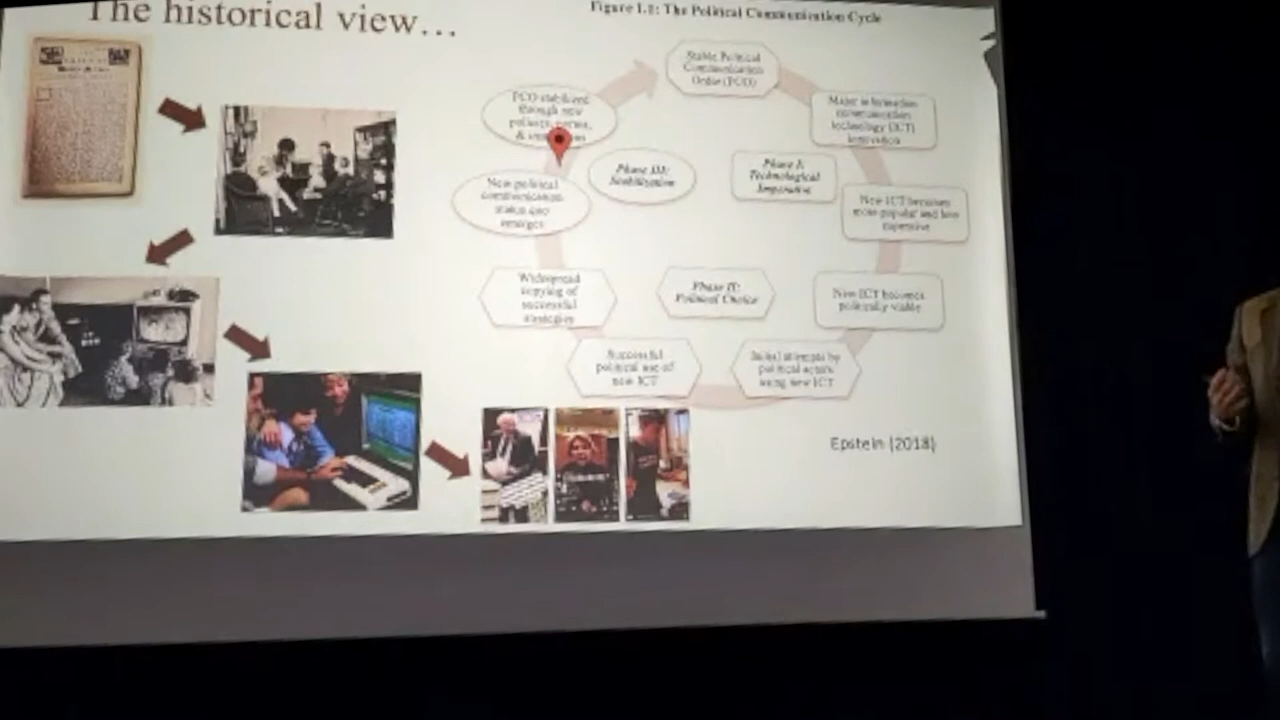 The historical view...
Figure 1.1: The Political Communication Cycle
Stable Political
Communication
Order (PCO)
Major information
communication
technology (ICT)
innovation
New ICT becomes
more popular and less
expensive
New ICT becomes
politically viable
Initial attempts by
political actors
using new ICT
Successful
political use of
new ICT
Widespread
copying of
successful
strategies
New political
communication
status quo
emerges
PCO stabilized
through new
&
Phase III:
Stabilization
Phase I:
Technological
Imperative
Phase II:
Political Choice
Epstein (2018)